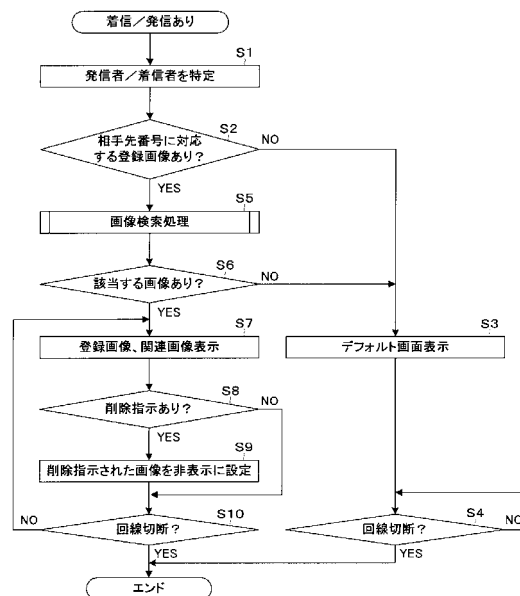 着信／発信あり
S1
発信者／着信者を特定
S2
相手先番号に対応
する登録画像あり？
NO
YES
S5
画像検索処理
S6
該当する画像あり？
NO
YES
S7
登録画像、関連画像表示
S3
デフォルト画面表示
S8
削除指示あり？
NO
YES
S9
削除指示された画像を非表示に設定
S10
回線切断？
NO
YES
S4
回線切断？
NO
YES
エンド